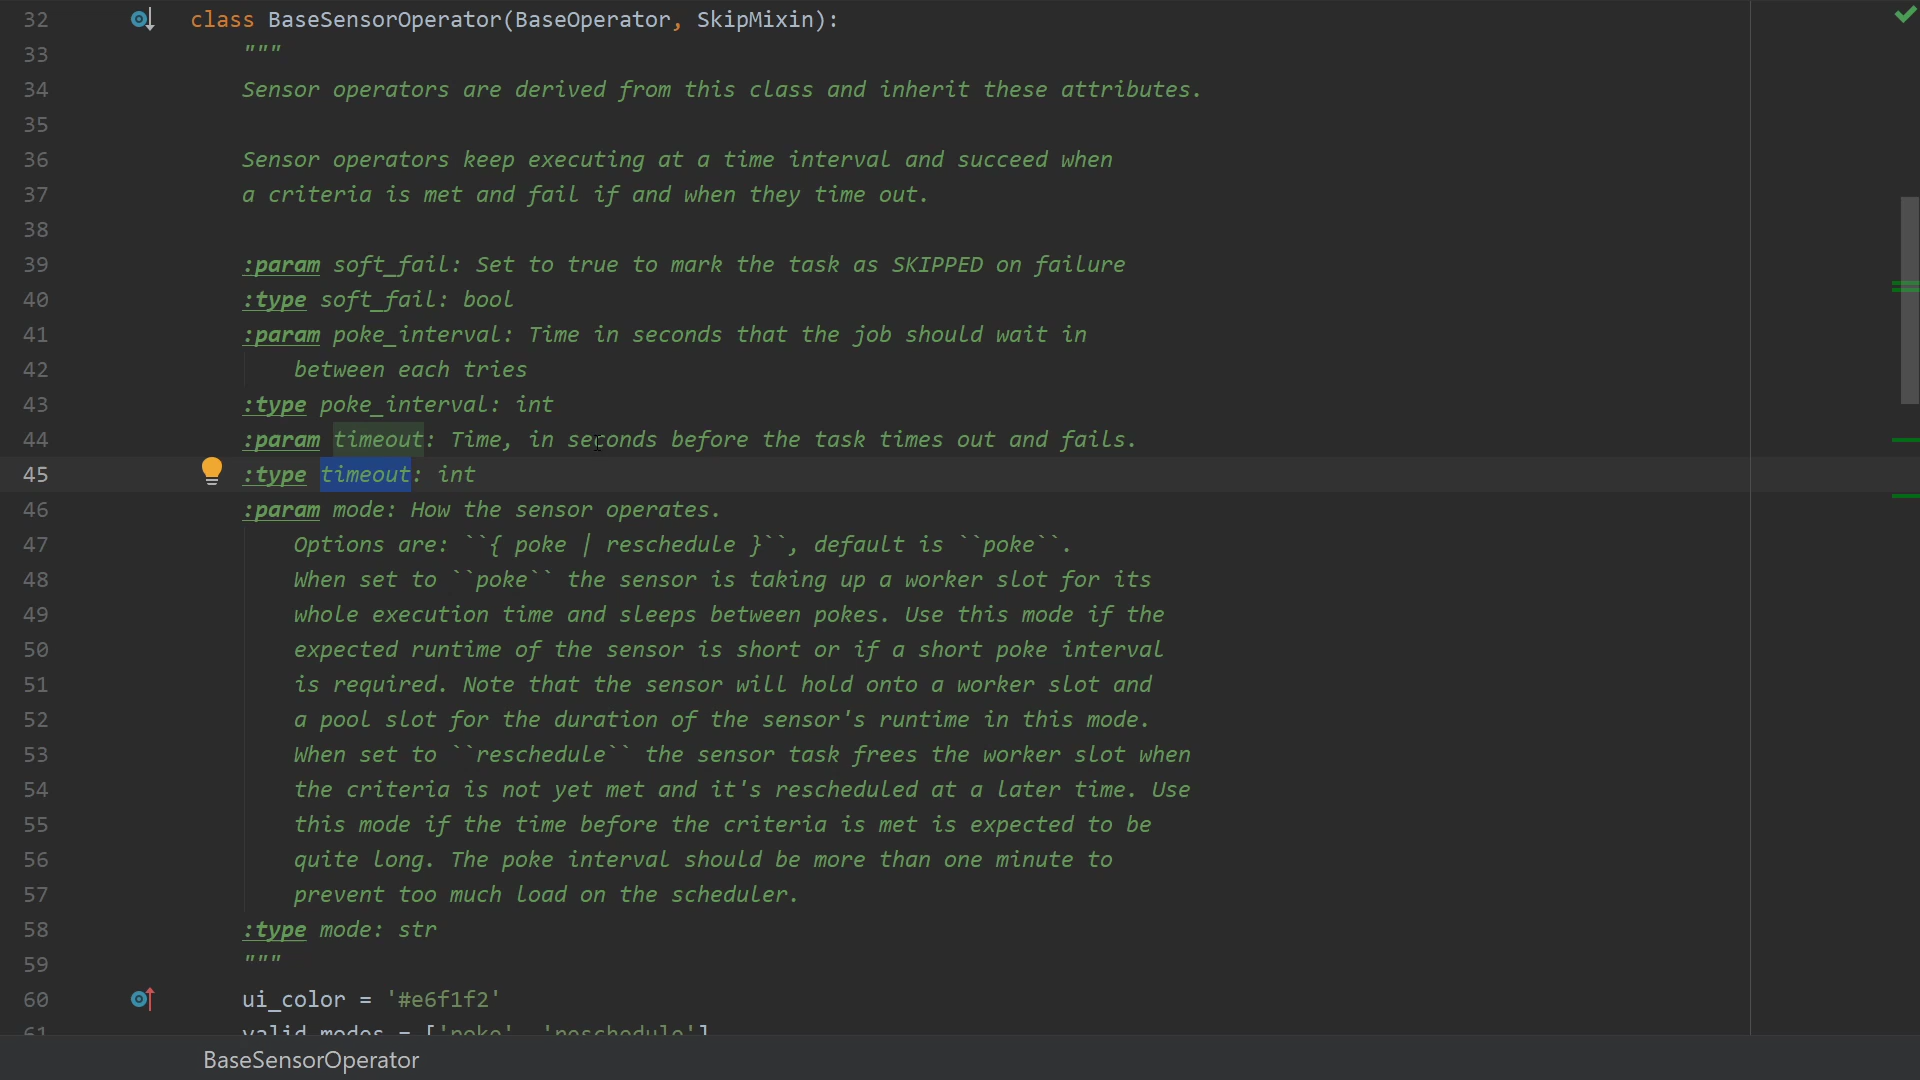 32 class BaseSensorOperator(BaseOperator, SkipMixin):
33 """
34 Sensor operators are derived from this class and inherit these attributes.
35
36 Sensor operators keep executing at a time interval and succeed when
37 a criteria is met and fail if and when they time out.
38
39 :param soft_fail: Set to true to mark the task as SKIPPED on failure
40 :type soft_fail: bool
41 :param poke_interval: Time in seconds that the job should wait in
42 between each tries
43 :type poke_interval: int
44 :param timeout: Time, in seconds before the task times out and fails.
45 :type timeout: int
46 :param mode: How the sensor operates.
47 Options are: ``{ poke | reschedule }``, default is ``poke``.
48 When set to ``poke`` the sensor is taking up a worker slot for its
49 whole execution time and sleeps between pokes. Use this mode if the
50 expected runtime of the sensor is short or if a short poke interval
51 is required. Note that the sensor will hold onto a worker slot and
52 a pool slot for the duration of the sensor's runtime in this mode.
53 When set to ``reschedule`` the sensor task frees the worker slot when
54 the criteria is not yet met and it's rescheduled at a later time. Use
55 this mode if the time before the criteria is met is expected to be
56 quite long. The poke interval should be more than one minute to
57 prevent too much load on the scheduler.
58 :type mode: str
59 """
60 ui_color = '#e6f1f2'
61 valid_modes = ['poke', 'reschedule']
BaseSensorOperator